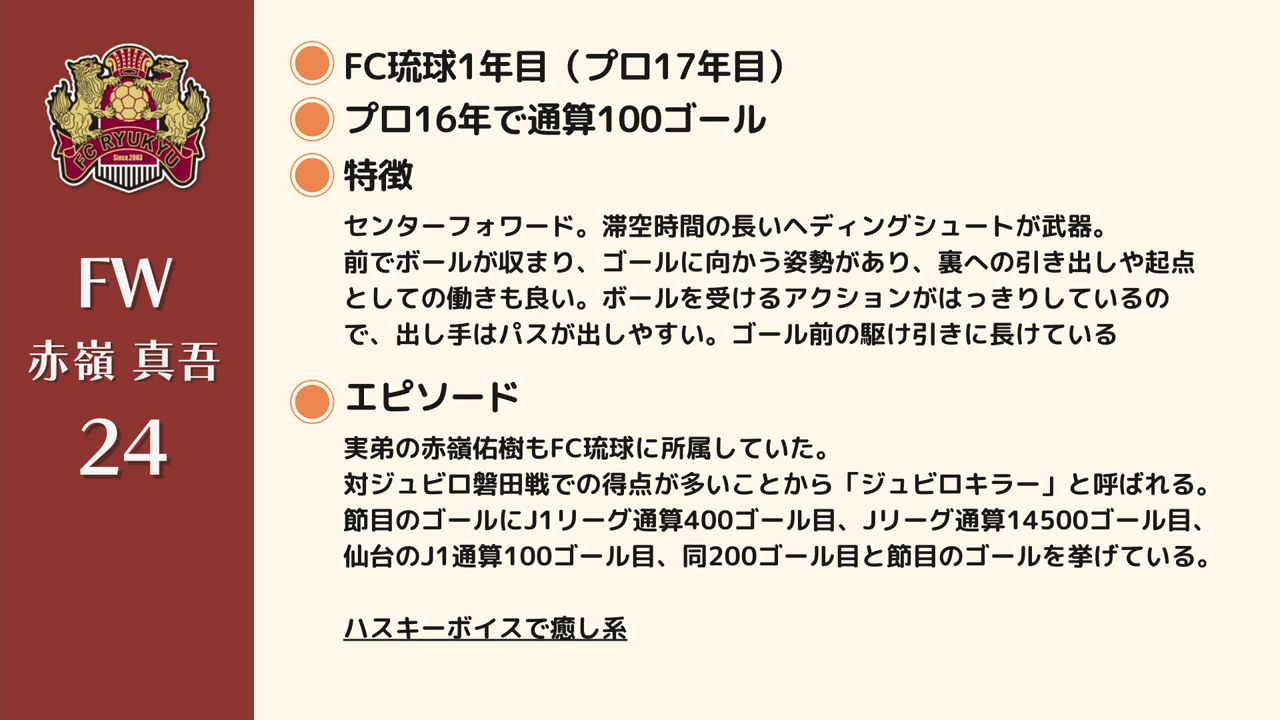 FC RYUKYU
Since.2003
FW
赤嶺 真吾
24
FC琉球1年目（プロ17年目）
プロ16年で通算100ゴール
特徴
センターフォワード。滞空時間の長いヘディングシュートが武器。
前でボールが収まり、ゴールに向かう姿勢があり、裏への引き出しや起点
としての働きも良い。ボールを受けるアクションがはっきりしているの
で、出し手はパスが出しやすい。ゴール前の駆け引きに長けている
エピソード
実弟の赤嶺佑樹もFC琉球に所属していた。
対ジュビロ磐田戦での得点が多いことから「ジュビロキラー」と呼ばれる。
節目のゴールにJ1リーグ通算400ゴール目、Jリーグ通算14500ゴール目、
仙台のJ1通算100ゴール目、同200ゴール目と節目のゴールを挙げている。
ハスキーボイスで癒し系